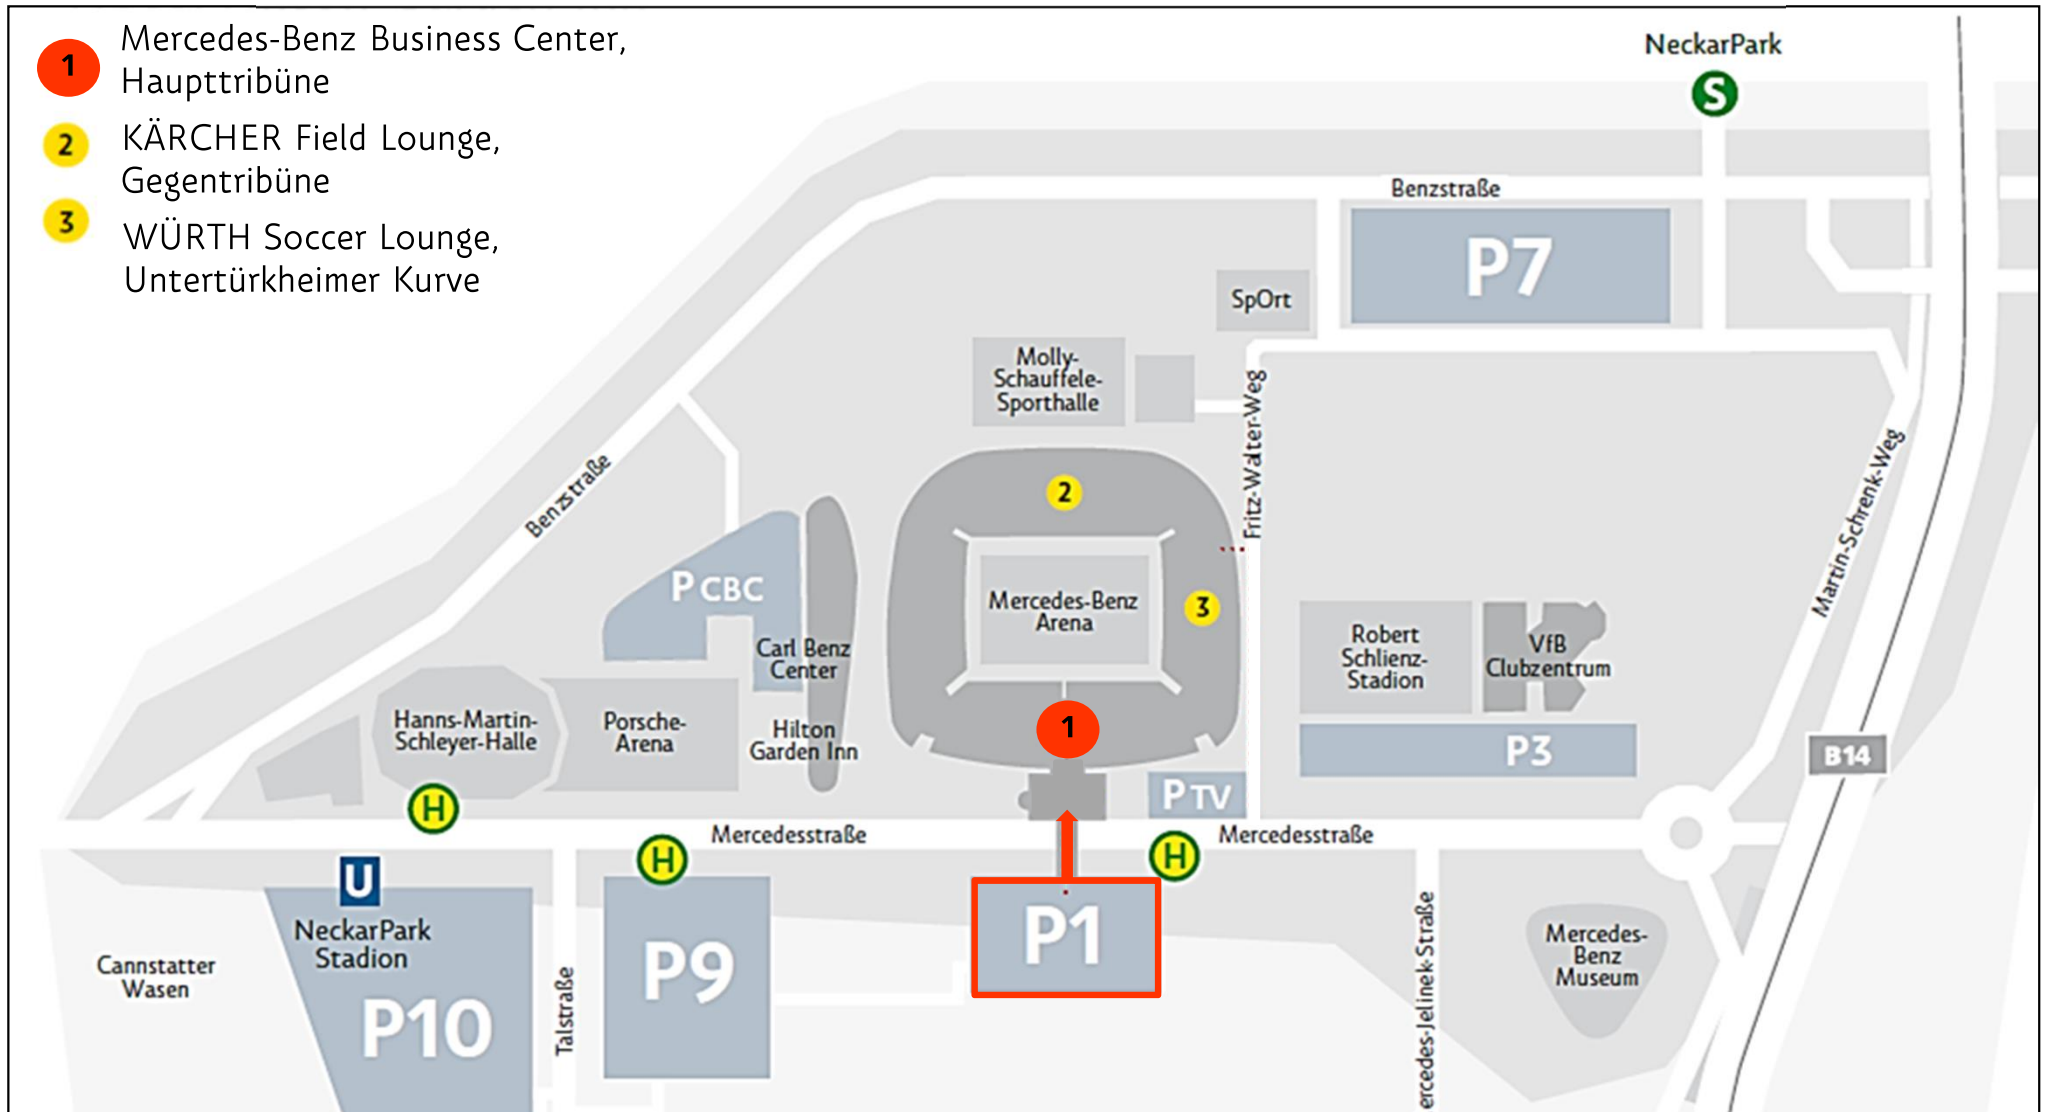 1
Mercedes-Benz Business Center,
Haupttribüne
2
KÄRCHER Field Lounge,
Gegentribüne
3
WÜRTH Soccer Lounge,
Untertürkheimer Kurve
NeckarPark
S
Benzstraße
P7
SpOrt
Molly-
Schauffele-
Sporthalle
Fritz-Walter-Weg
Martin-Schrenk-Weg
Benzstraße
2
P CBC
Mercedes-Benz
Arena
3
Carl Benz
Center
Robert
Schlienz-
Stadion
VfB
Clubzentrum
Hanns-Martin-
Schleyer-Halle
Porsche-
Arena
Hilton
Garden Inn
1
P3
B14
P TV
H
Mercedesstraße
Mercedesstraße
H
H
U
NeckarPark
Stadion
P10
Cannstatter
Wasen
Talstraße
P9
P1
ercedes-Jelinek-Straße
Mercedes-
Benz
Museum